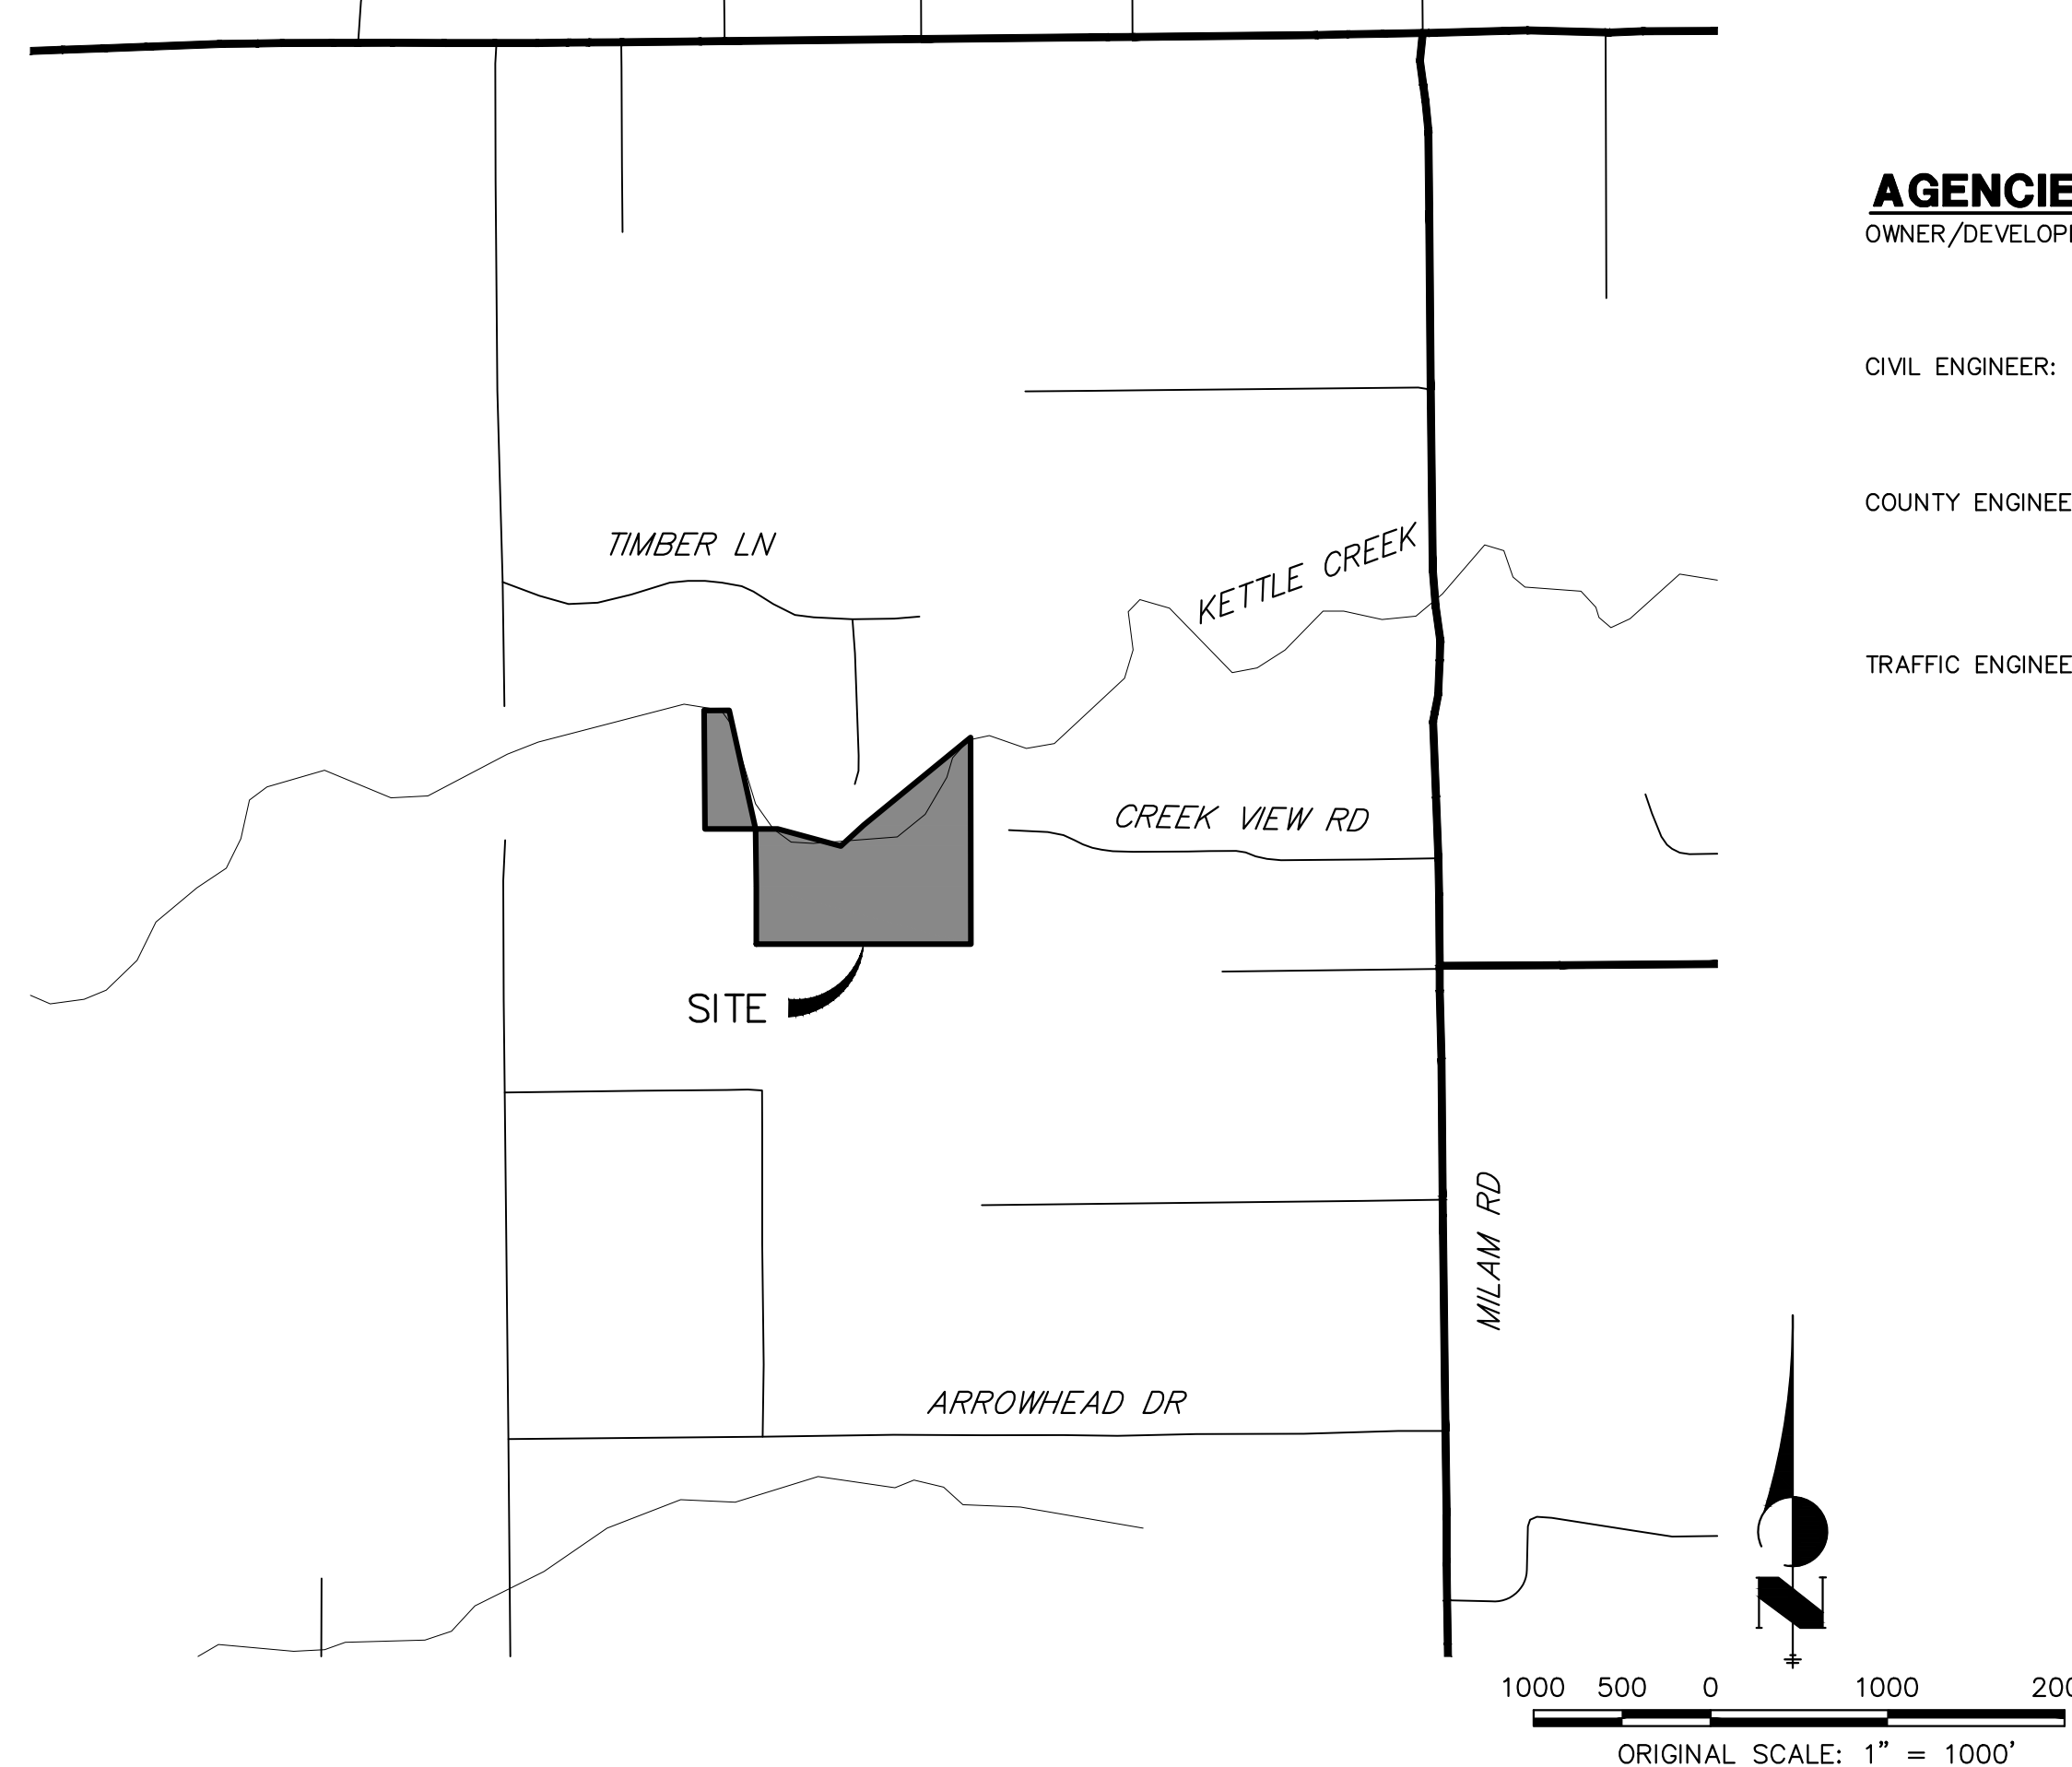 AGENCIE
OWNER/DEVELOP
CIVIL ENGINEER:
COUNTY ENGINEE
TRAFFIC ENGINEE
TIMBER LN
KETTLE CREEK
CREEK VIEW RD
SITE
MILAM RD
ARROWHEAD DR
N
1000 500 0 1000 200
ORIGINAL SCALE: 1" = 1000'